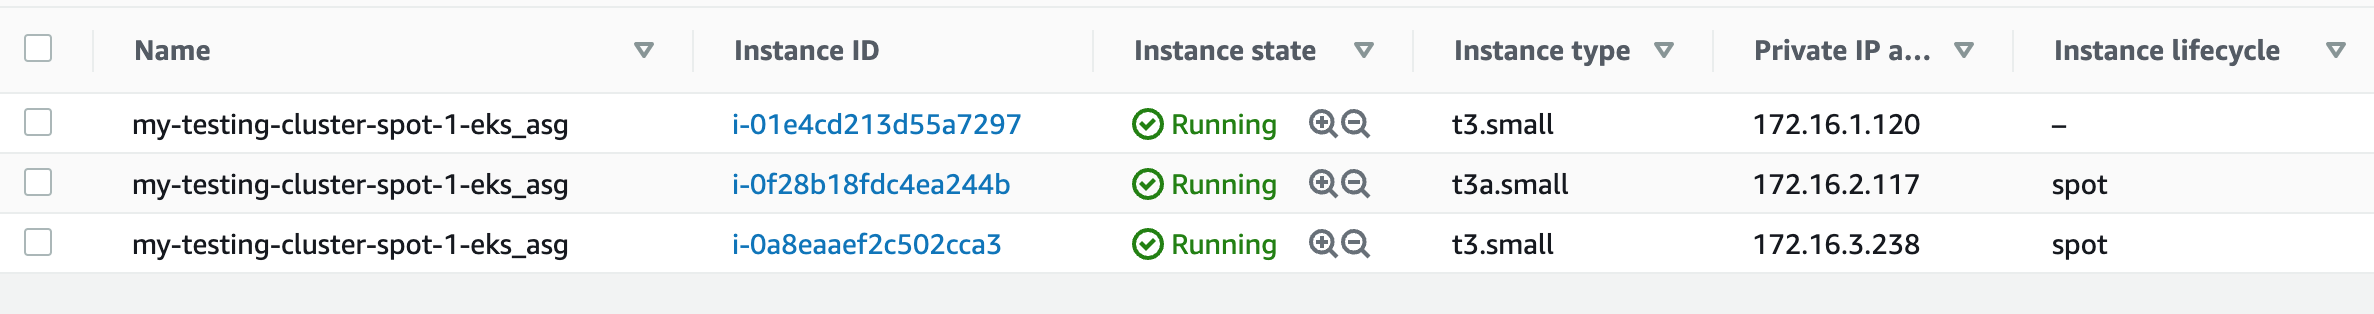 Name Instance ID Instance state Instance type Private IP a... Instance lifecycle
my-testing-cluster-spot-1-eks_asg i-01e4cd213d55a7297 Running t3.small 172.16.1.120 –
my-testing-cluster-spot-1-eks_asg i-0f28b18fdc4ea244b Running t3a.small 172.16.2.117 spot
my-testing-cluster-spot-1-eks_asg i-0a8eaaef2c502cca3 Running t3.small 172.16.3.238 spot